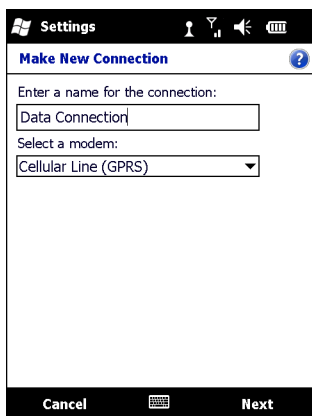 Settings
Make New Connection
Enter a name for the connection:
Data Connection
Select a modem:
Cellular Line (GPRS)
Cancel
Next